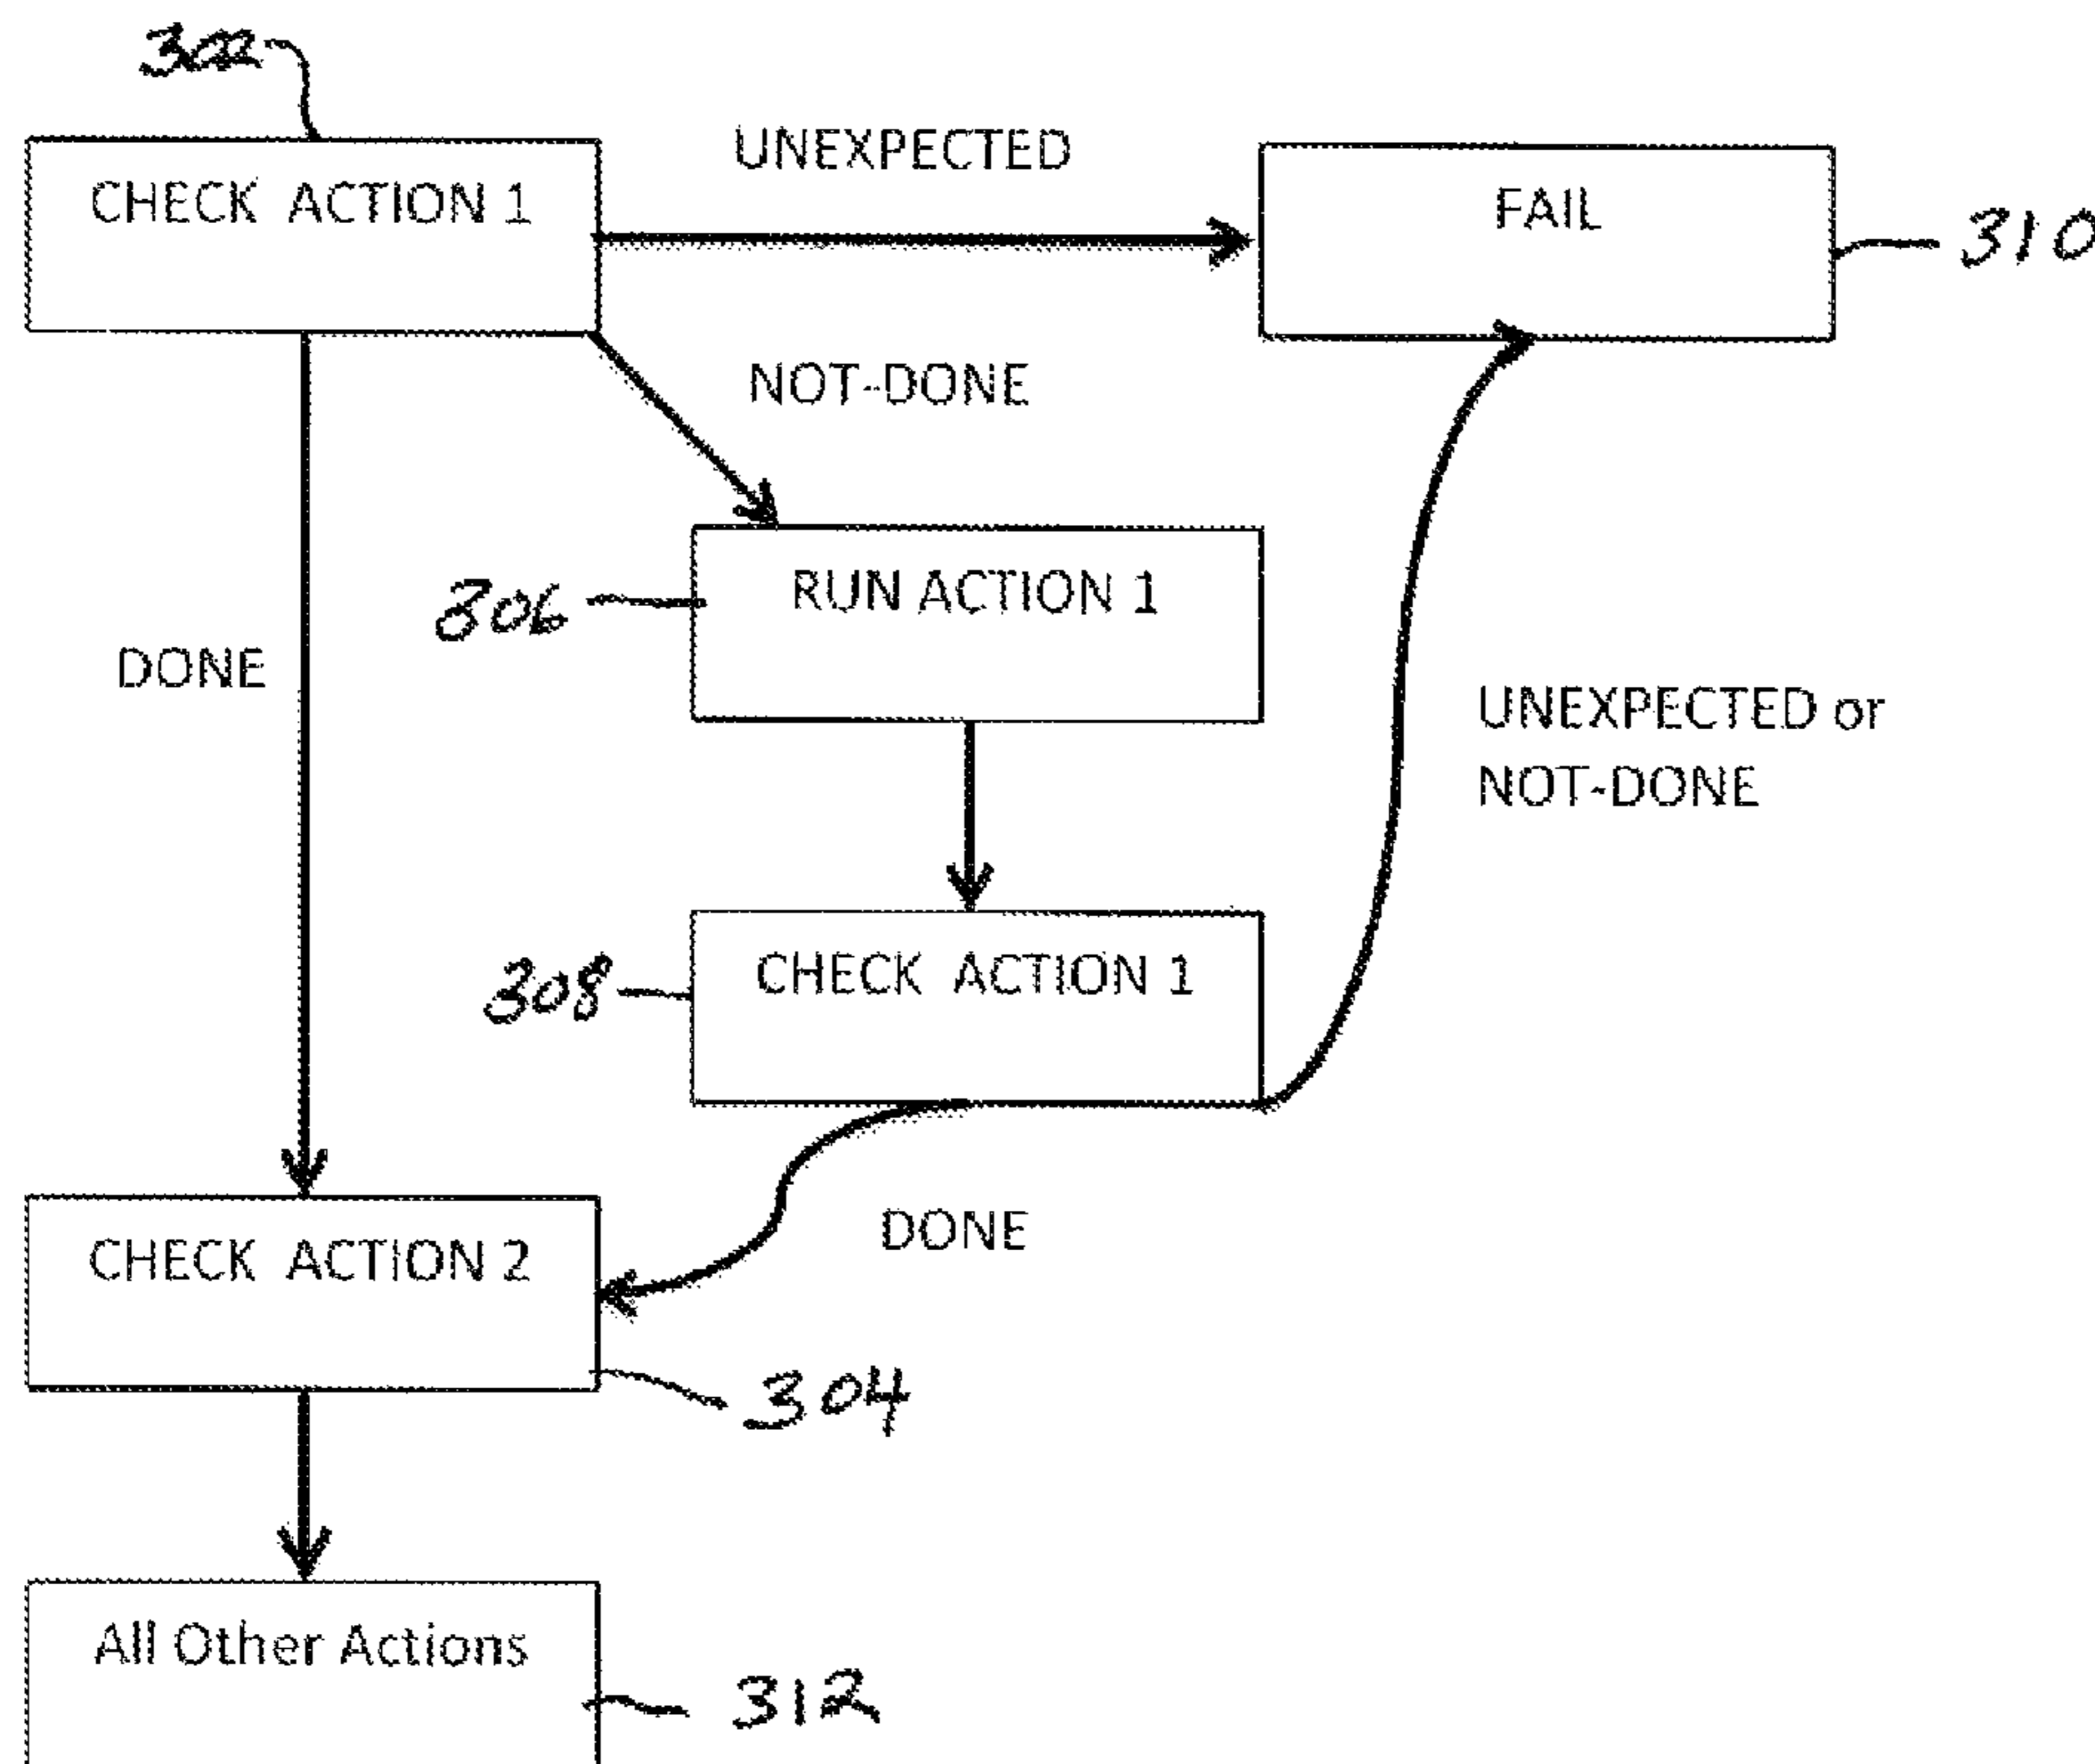 302
CHECK ACTION 1
UNEXPECTED
FAIL
310
NOT-DONE
306
RUN ACTION 1
DONE
UNEXPECTED or
NOT-DONE
308
CHECK ACTION 1
DONE
CHECK ACTION 2
304
All Other Actions
312